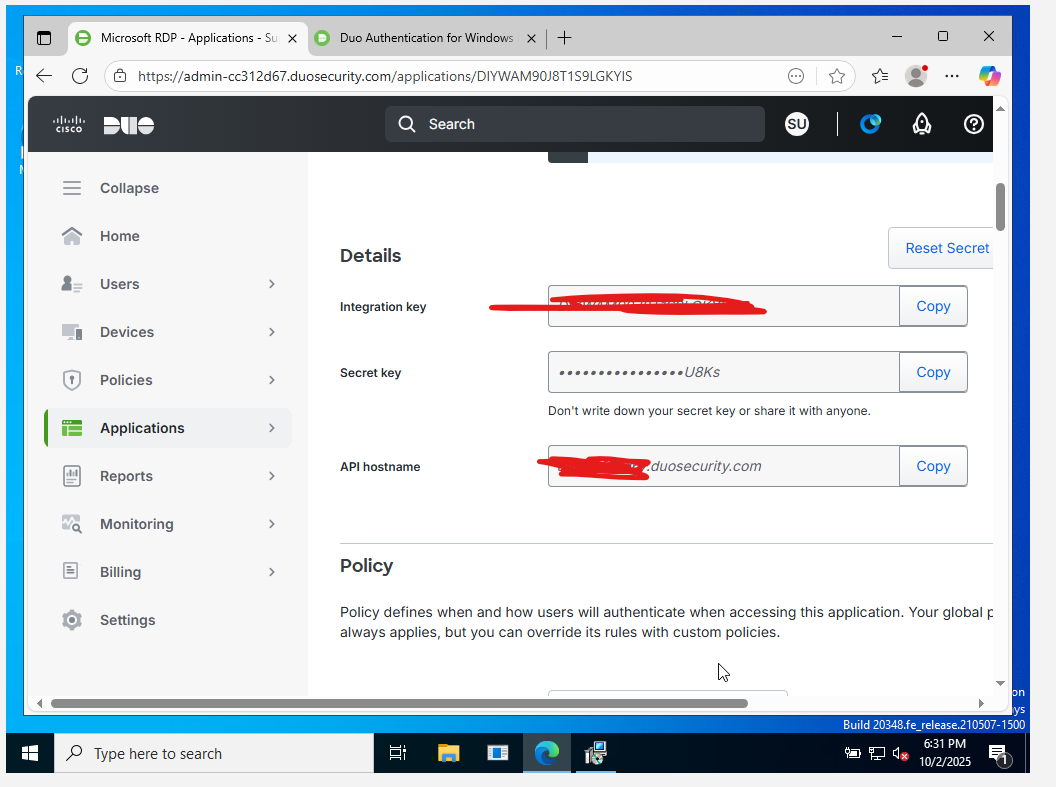 Microsoft RDP - Applications - Su
Duo Authentication for Windows
https://admin-cc312d67.duosecurity.com/applications/DIYWAM90J8T1S9LGKYIS
CISCO DUO
Search
SU
Collapse
Home
Users
Devices
Policies
Applications
Reports
Monitoring
Billing
Settings
Details
Reset Secret
Integration key
Copy
Secret key
••••••••••••••••U8Ks
Copy
Don't write down your secret key or share it with anyone.
API hostname
.duosecurity.com
Copy
Policy
Policy defines when and how users will authenticate when accessing this application. Your global p
always applies, but you can override its rules with custom policies.
on
ays
Build 20348.fe_release.210507-1500
Type here to search
6:31 PM
10/2/2025
1